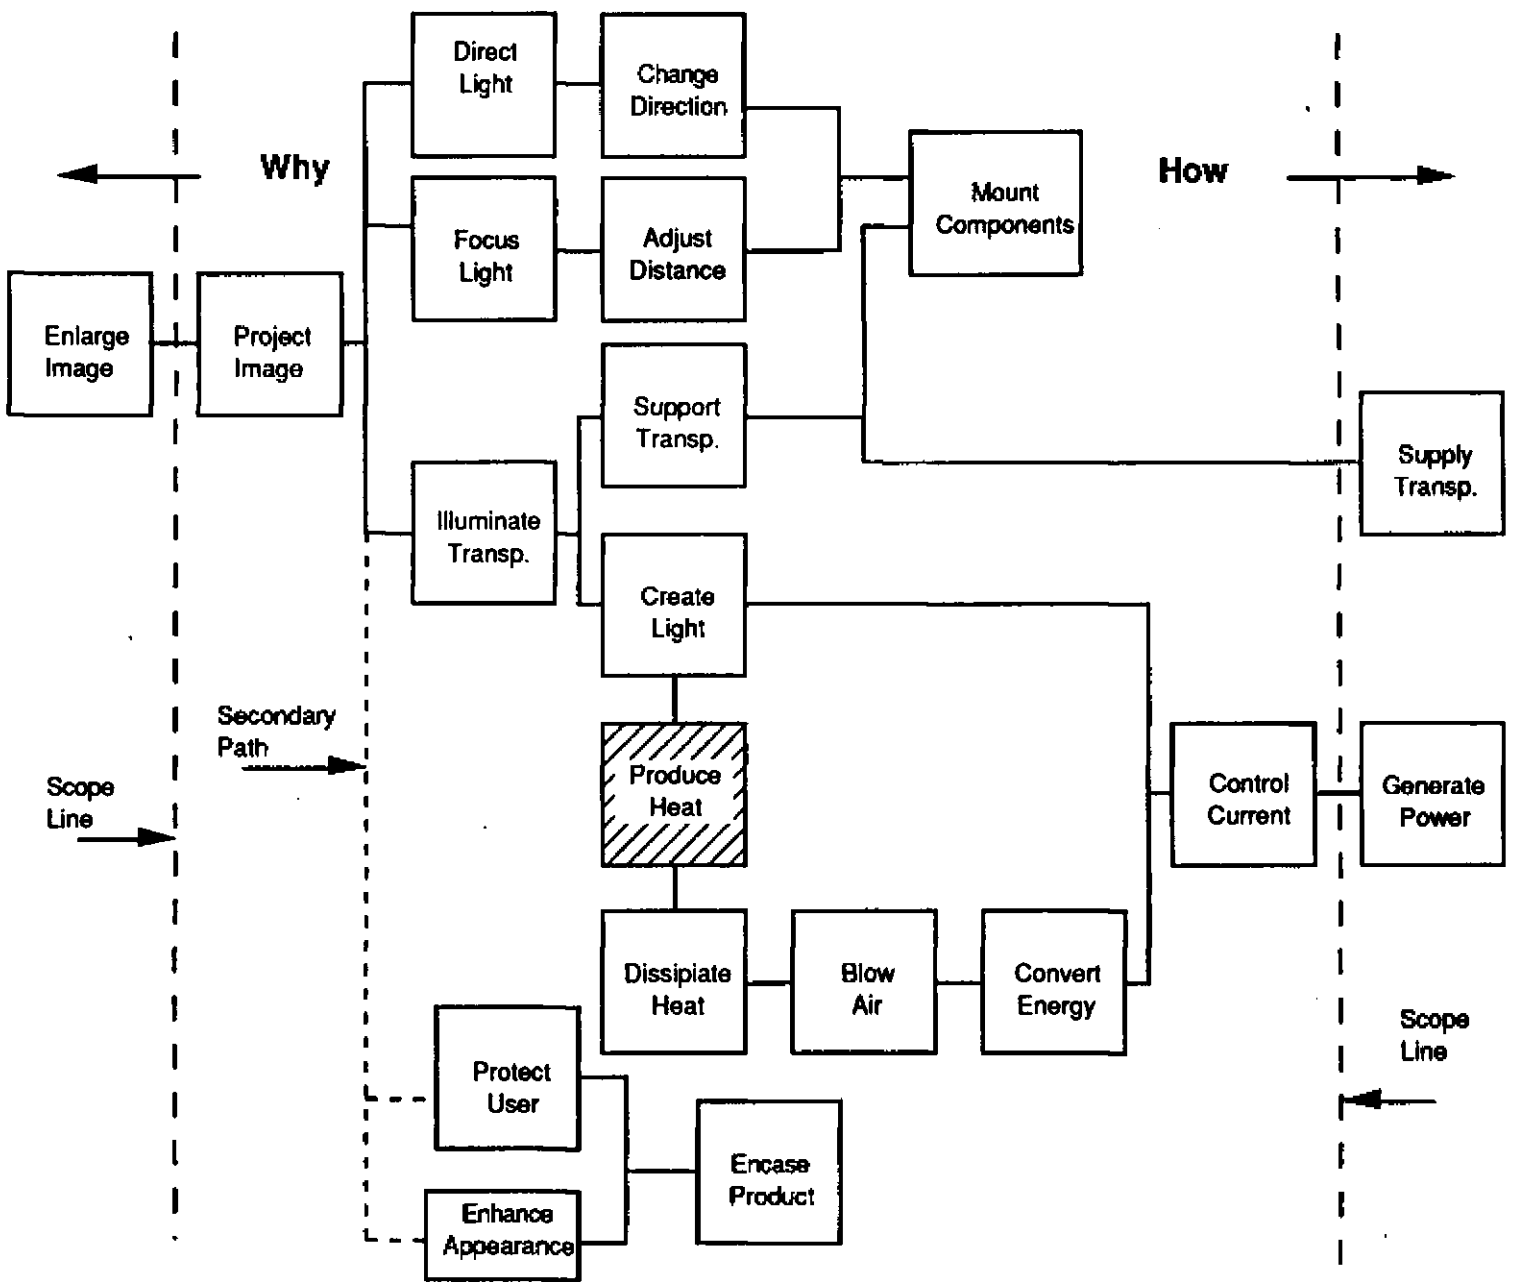 Direct
Light
Change
Direction
Why
How
Mount
Components
Focus
Light
Adjust
Distance
Enlarge
Image
Project
Image
Support
Transp.
Supply
Transp.
Illuminate
Transp.
Create
Light
Secondary
Path
Scope
Line
Produce
Heat
Control
Current
Generate
Power
Dissipiate
Heat
Blow
Air
Convert
Energy
Scope
Line
Protect
User
Encase
Product
Enhance
Appearance